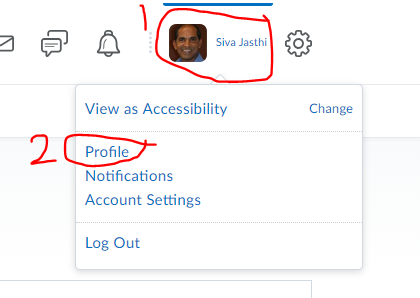 1
Siva Jasthi
View as Accessibility Change
2 Profile
Notifications
Account Settings
Log Out